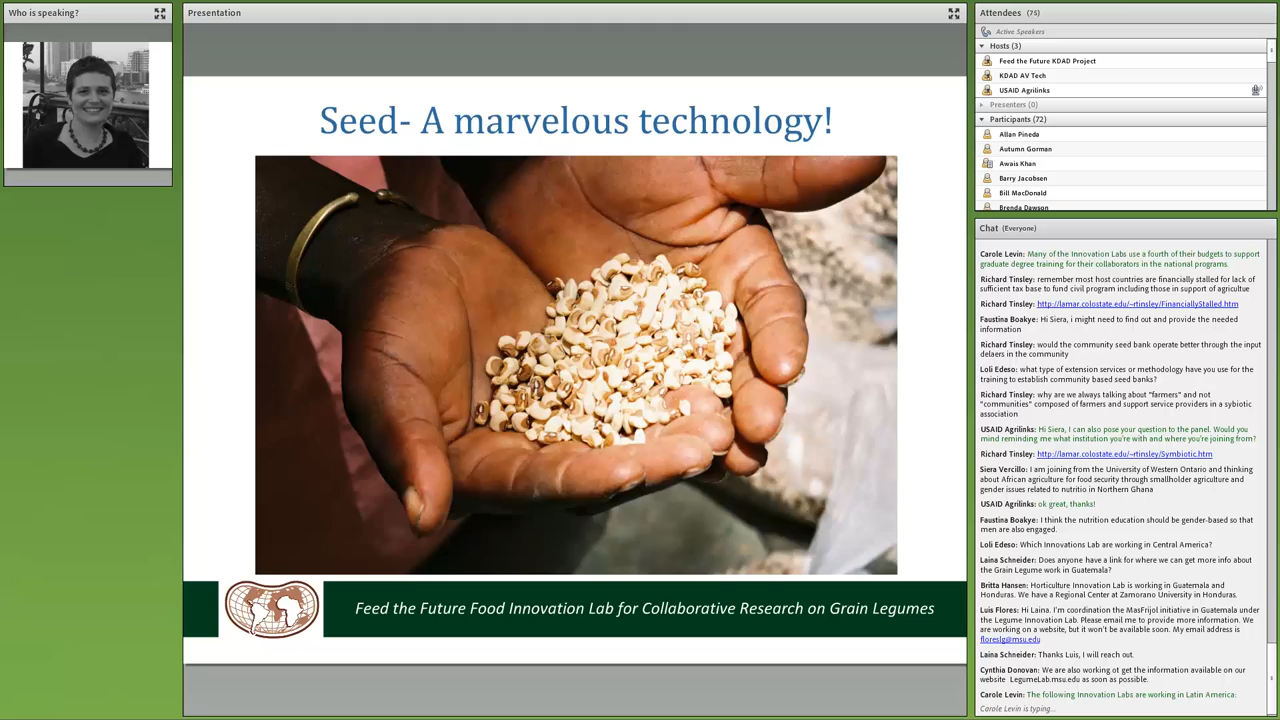 Who is speaking?
Presentation
Seed- A marvelous technology!
Feed the Future Food Innovation Lab for Collaborative Research on Grain Legumes
Attendees (75)
Active Speakers
Hosts (3)
Feed the Future KDAD Project
KDAD AV Tech
USAID Agrilinks
Presenters (0)
Participants (72)
Allan Pineda
Autumn Gorman
Awais Khan
Barry Jacobsen
Bill MacDonald
Brenda Dawson
Chat (Everyone)
Carole Levin: Many of the Innovation Labs use a fourth of their budgets to support
graduate degree training for their collaborators in the national programs.
Richard Tinsley: remember most host countries are financially stalled for lack of
sufficient tax base to fund civil program including those in support of agricultue
Richard Tinsley: http://lamar.colostate.edu/~rtinsley/FinanciallyStalled.htm
Faustina Boakye: Hi Siera, i might need to find out and provide the needed
information
Richard Tinsley: would the community seed bank operate better through the input
delaers in the community
Loli Edeso: what type of extension services or methodology have you use for the
training to establish community based seed banks?
Richard Tinsley: why are we always talking about "farmers" and not
"communities" composed of farmers and support service providers in a sybiotic
association
USAID Agrilinks: Hi Siera, I can also pose your question to the panel. Would you
mind reminding me what institution you're with and where you're joining from?
Richard Tinsley: http://lamar.colostate.edu/~rtinsley/Symbiotic.htm
Siera Vercillo: I am joining from the University of Western Ontario and thinking
about African agriculture for food security through smallholder agriculture and
gender issues related to nutritio in Northern Ghana
USAID Agrilinks: ok great, thanks!
Faustina Boakye: I think the nutrition education should be gender-based so that
men are also engaged.
Loli Edeso: Which Innovations Lab are working in Central America?
Laina Schneider: Does anyone have a link for where we can get more info about
the Grain Legume work in Guatemala?
Britta Hansen: Horticulture Innovation Lab is working in Guatemala and
Honduras. We have a Regional Center at Zamorano University in Honduras.
Luis Flores: Hi Laina. I'm coordination the MasFrijol initiative in Guatemala under
the Legume Innovation Lab. Please email me to provide more information. We
are working on a website, but it won't be available soon. My email address is
floreslg@msu.edu
Laina Schneider: Thanks Luis, I will reach out.
Cynthia Donovan: We are also working ot get the information available on our
website LegumeLab.msu.edu as soon as possible.
Carole Levin: The following Innovation Labs are working in Latin America:
Carole Levin is typing...